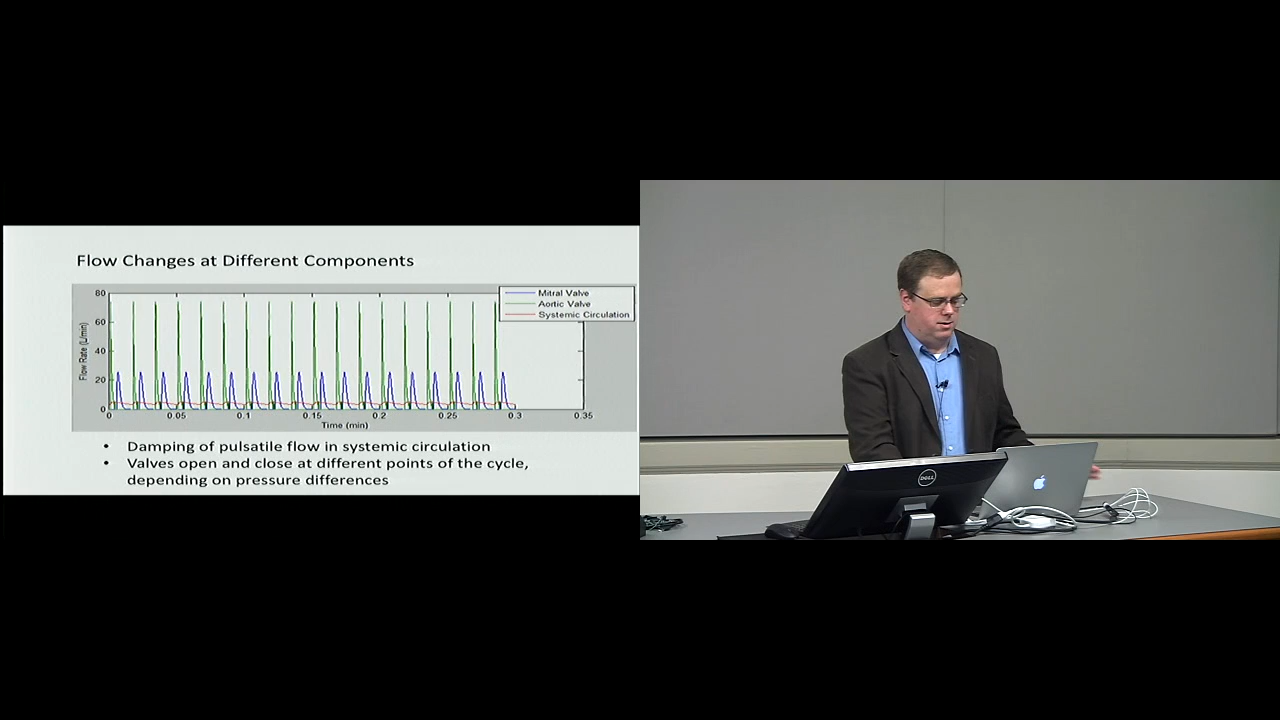 Flow Changes at Different Components
80
60
40
20
0
Flow Rate (L/min)
Mitral Valve
Aortic Valve
Systemic Circulation
0 0.05 0.1 0.15 0.2 0.25 0.3 0.35
Time (min)
• Damping of pulsatile flow in systemic circulation
• Valves open and close at different points of the cycle,
depending on pressure differences
DELL